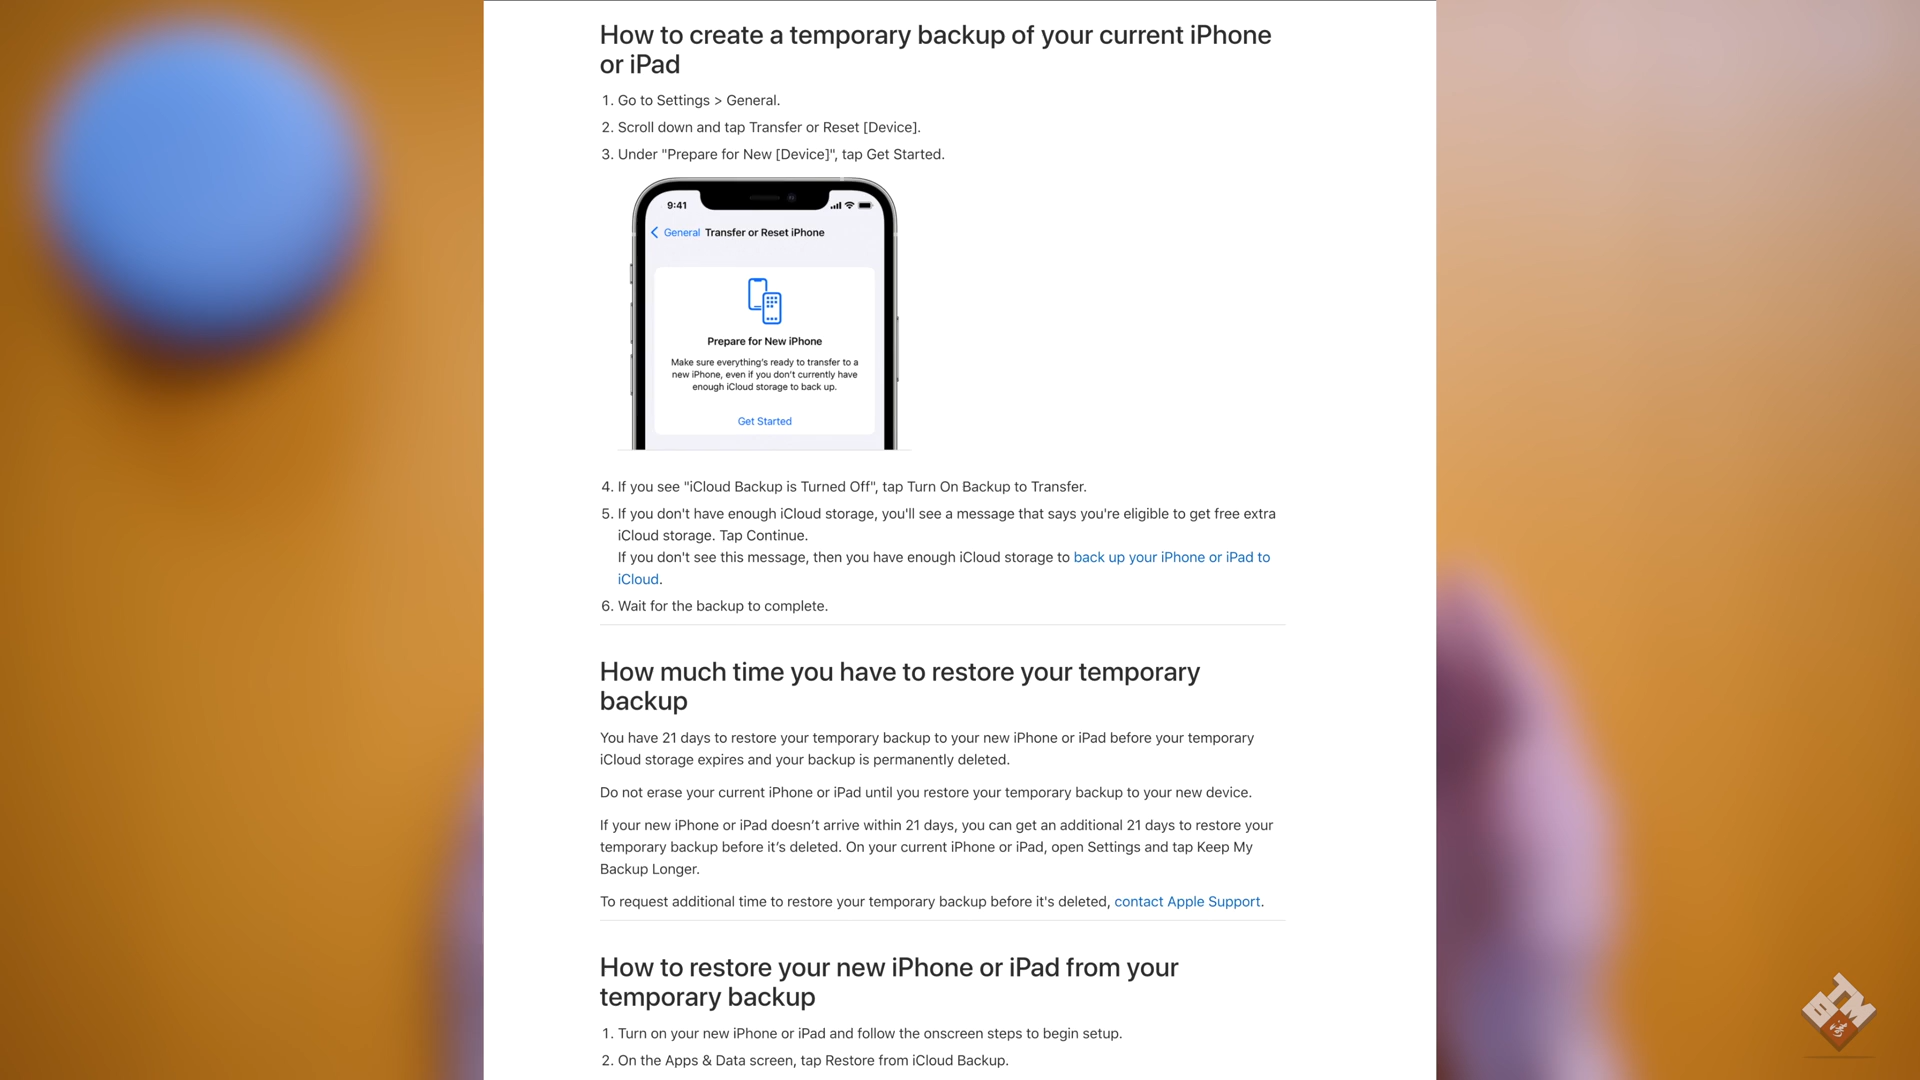 How to create a temporary backup of your current iPhone
or iPad
1. Go to Settings > General.
2. Scroll down and tap Transfer or Reset [Device].
3. Under "Prepare for New [Device]", tap Get Started.
9:41
General Transfer or Reset iPhone
Prepare for New iPhone
Make sure everything's ready to transfer to a
new iPhone, even if you don't currently have
enough iCloud storage to back up.
Get Started
4. If you see "iCloud Backup is Turned Off", tap Turn On Backup to Transfer.
5. If you don't have enough iCloud storage, you'll see a message that says you're eligible to get free extra
iCloud storage. Tap Continue.
If you don't see this message, then you have enough iCloud storage to back up your iPhone or iPad to
iCloud.
6. Wait for the backup to complete.
How much time you have to restore your temporary
backup
You have 21 days to restore your temporary backup to your new iPhone or iPad before your temporary
iCloud storage expires and your backup is permanently deleted.
Do not erase your current iPhone or iPad until you restore your temporary backup to your new device.
If your new iPhone or iPad doesn’t arrive within 21 days, you can get an additional 21 days to restore your
temporary backup before it’s deleted. On your current iPhone or iPad, open Settings and tap Keep My
Backup Longer.
To request additional time to restore your temporary backup before it's deleted, contact Apple Support.
How to restore your new iPhone or iPad from your
temporary backup
1. Turn on your new iPhone or iPad and follow the onscreen steps to begin setup.
2. On the Apps & Data screen, tap Restore from iCloud Backup.
BTM